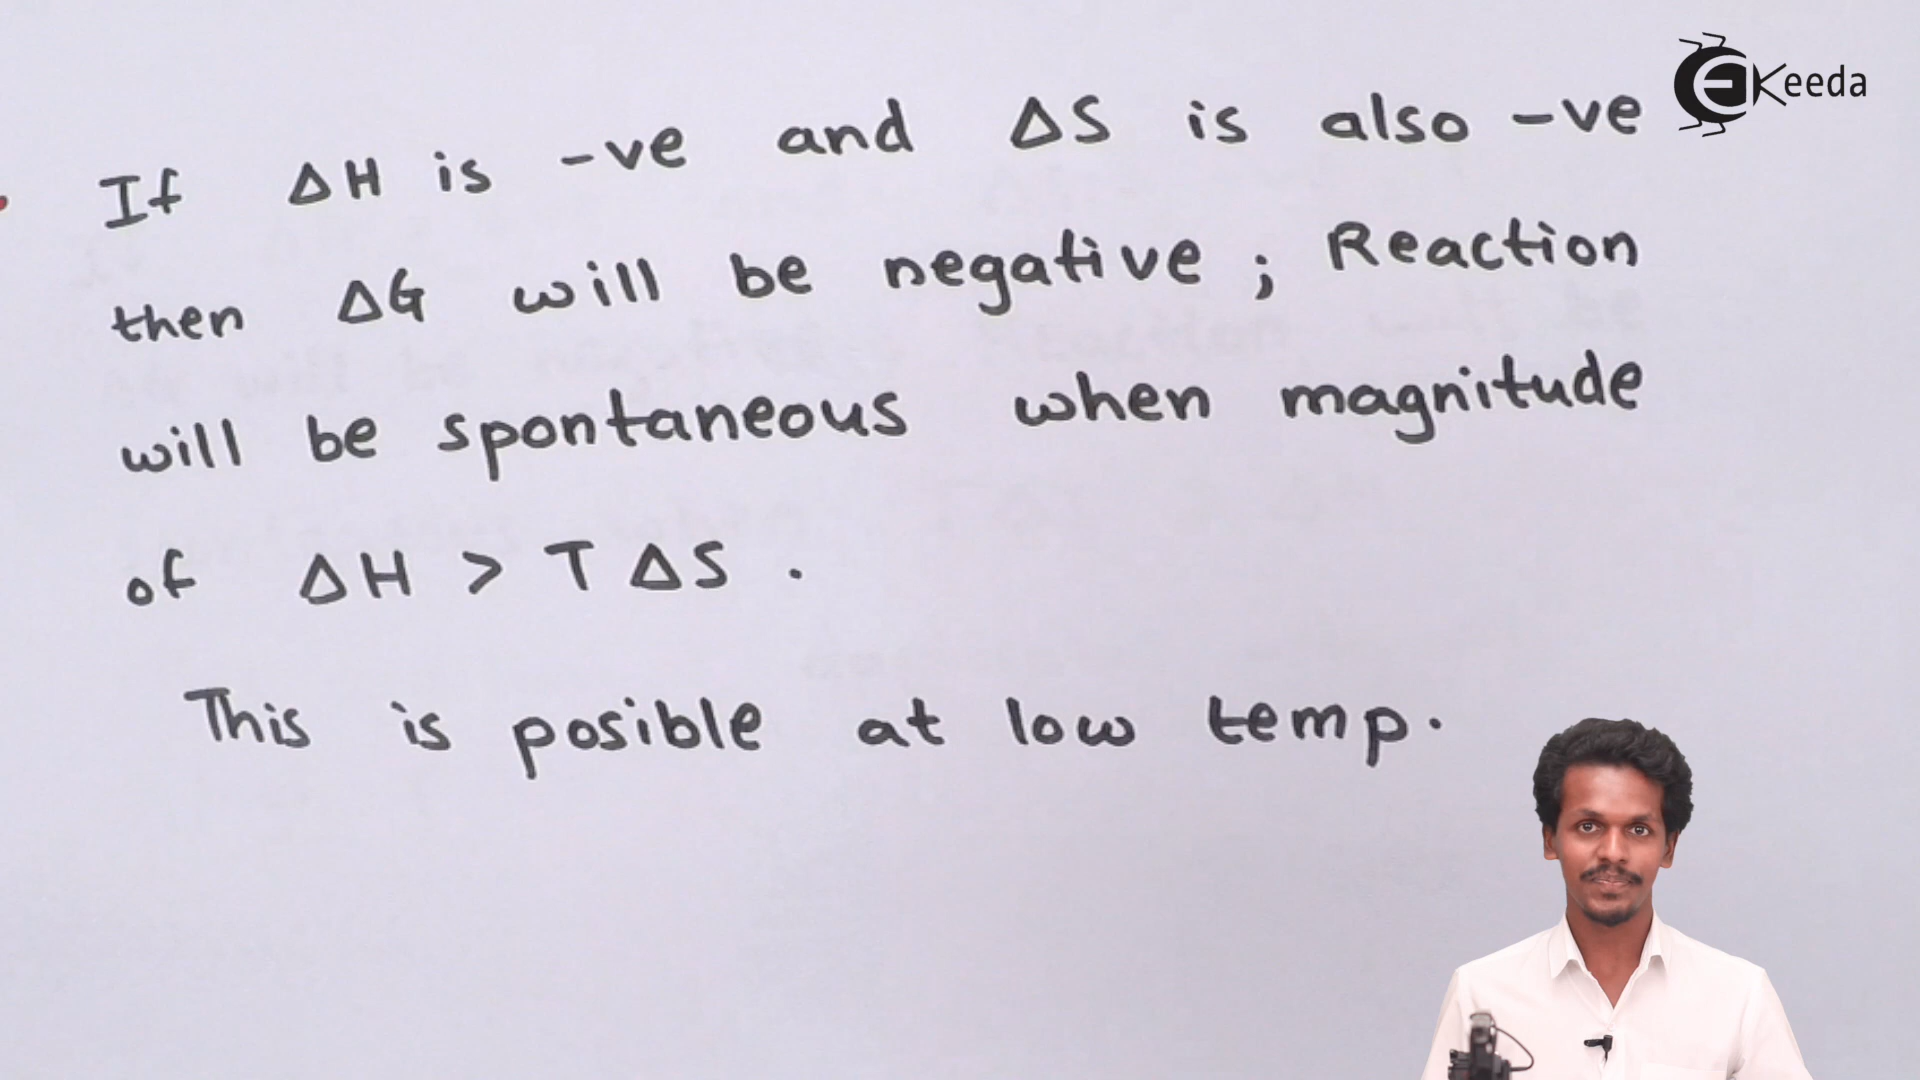 EKeeda
If ΔH is -ve and ΔS is also -ve
then ΔG will be negative ; Reaction
will be spontaneous when magnitude
of ΔH > TΔS .
This is posible at low temp.